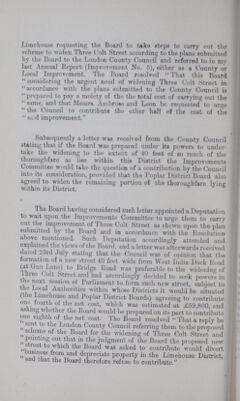 Limehouse requesting the Board to take steps to carry out the
scheme to widen Three Colt Street according to the plans submitted
by the Board to the London County Council and referred to in my
last Annual Report (Improvement No. 5), either as a County or
Local Improvement. The Board resolved "That this Board
"considering the urgent need of widening Three Colt Street in
"accordance with the plans submitted to the County Council is
"prepared to pay a moiety of the the total cost of carrying out the
"same, and that Messrs. Ambrose and Leon be requested to urge
"the Council to contribute the other half of the cost of the
"said improvement."
Subsequently a letter was received from the County Council
stating that if the Board was prepared under its powers to under-
take the widening to the extent of 40 feet of so much of the
thoroughfare as lies within this District the Improvements
Committee would take the question of a contribution by the Council
into its consideration, provided that the Poplar District Board also
agreed to widen the remaining portion of the thoroughfare lying
within its District.
The Board having considered such letter appointed a Deputation
to wait upon the Improvements Committee to urge them to carry
out the improvement of Three Colt Street as shewn upon the plan
submitted by the Board and in accordance with the Resolution
above mentioned. Such Deputation accordingly attended and
explained the views of the Board, and a letter was afterwards received
dated 23rd July stating that the Council was of opinion that the
formation of a new street 40 feet wide from West India Dock Road
(at Gun Lane) to Bridge Road was preferable to the widening of
Three Colt Street and had accordingly decided to seek powers in
the next session of Parliament to form such new street, subject to
the Local Authorities within whose Districts it would be situated
(the Limehouse and Poplar District Boards) agreeing to contribute
one fourth of the net cost, which was estimated at £59,800, and
asking whether the Board would be prepared on its part to contribute
one eighth of the net cost. The Board resolved "That a reply be
"sent to the London County Council referring them to the proposed
"scheme of the Board for the widening of Three Colt Street and
"pointing out that in the judgment of the Board the proposed new
"street to which the Board was asked to contribute would divert
"business from and depreciate property in the Limehouse District,
"and that the Board therefore refuse to contribute."